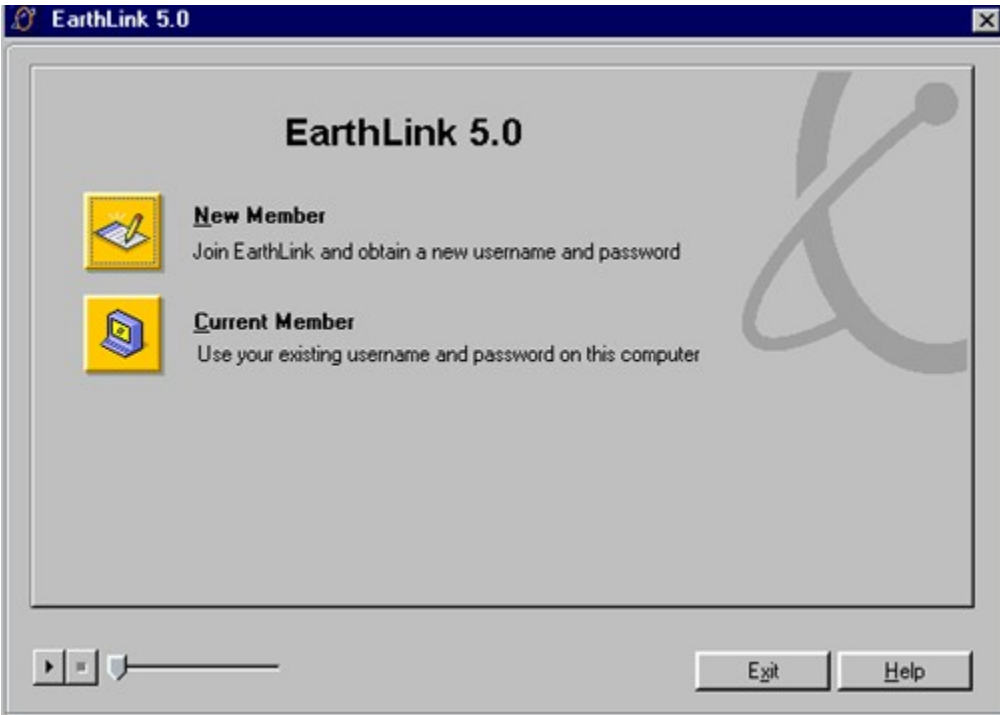 EarthLink 5.0
EarthLink 5.0
New Member
Join EarthLink and obtain a new username and password
Current Member
Use your existing username and password on this computer
Exit
Help